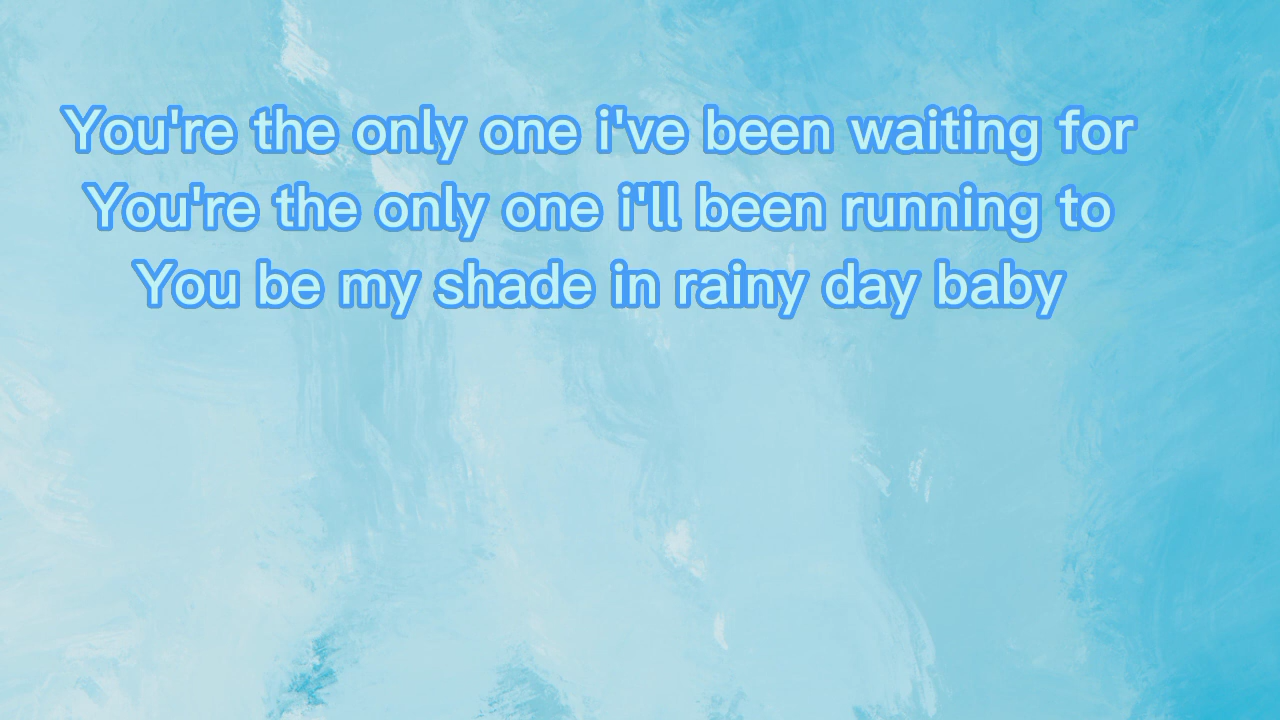 You're the only one i've been waiting for
You're the only one i'll been running to
You be my shade in rainy day baby